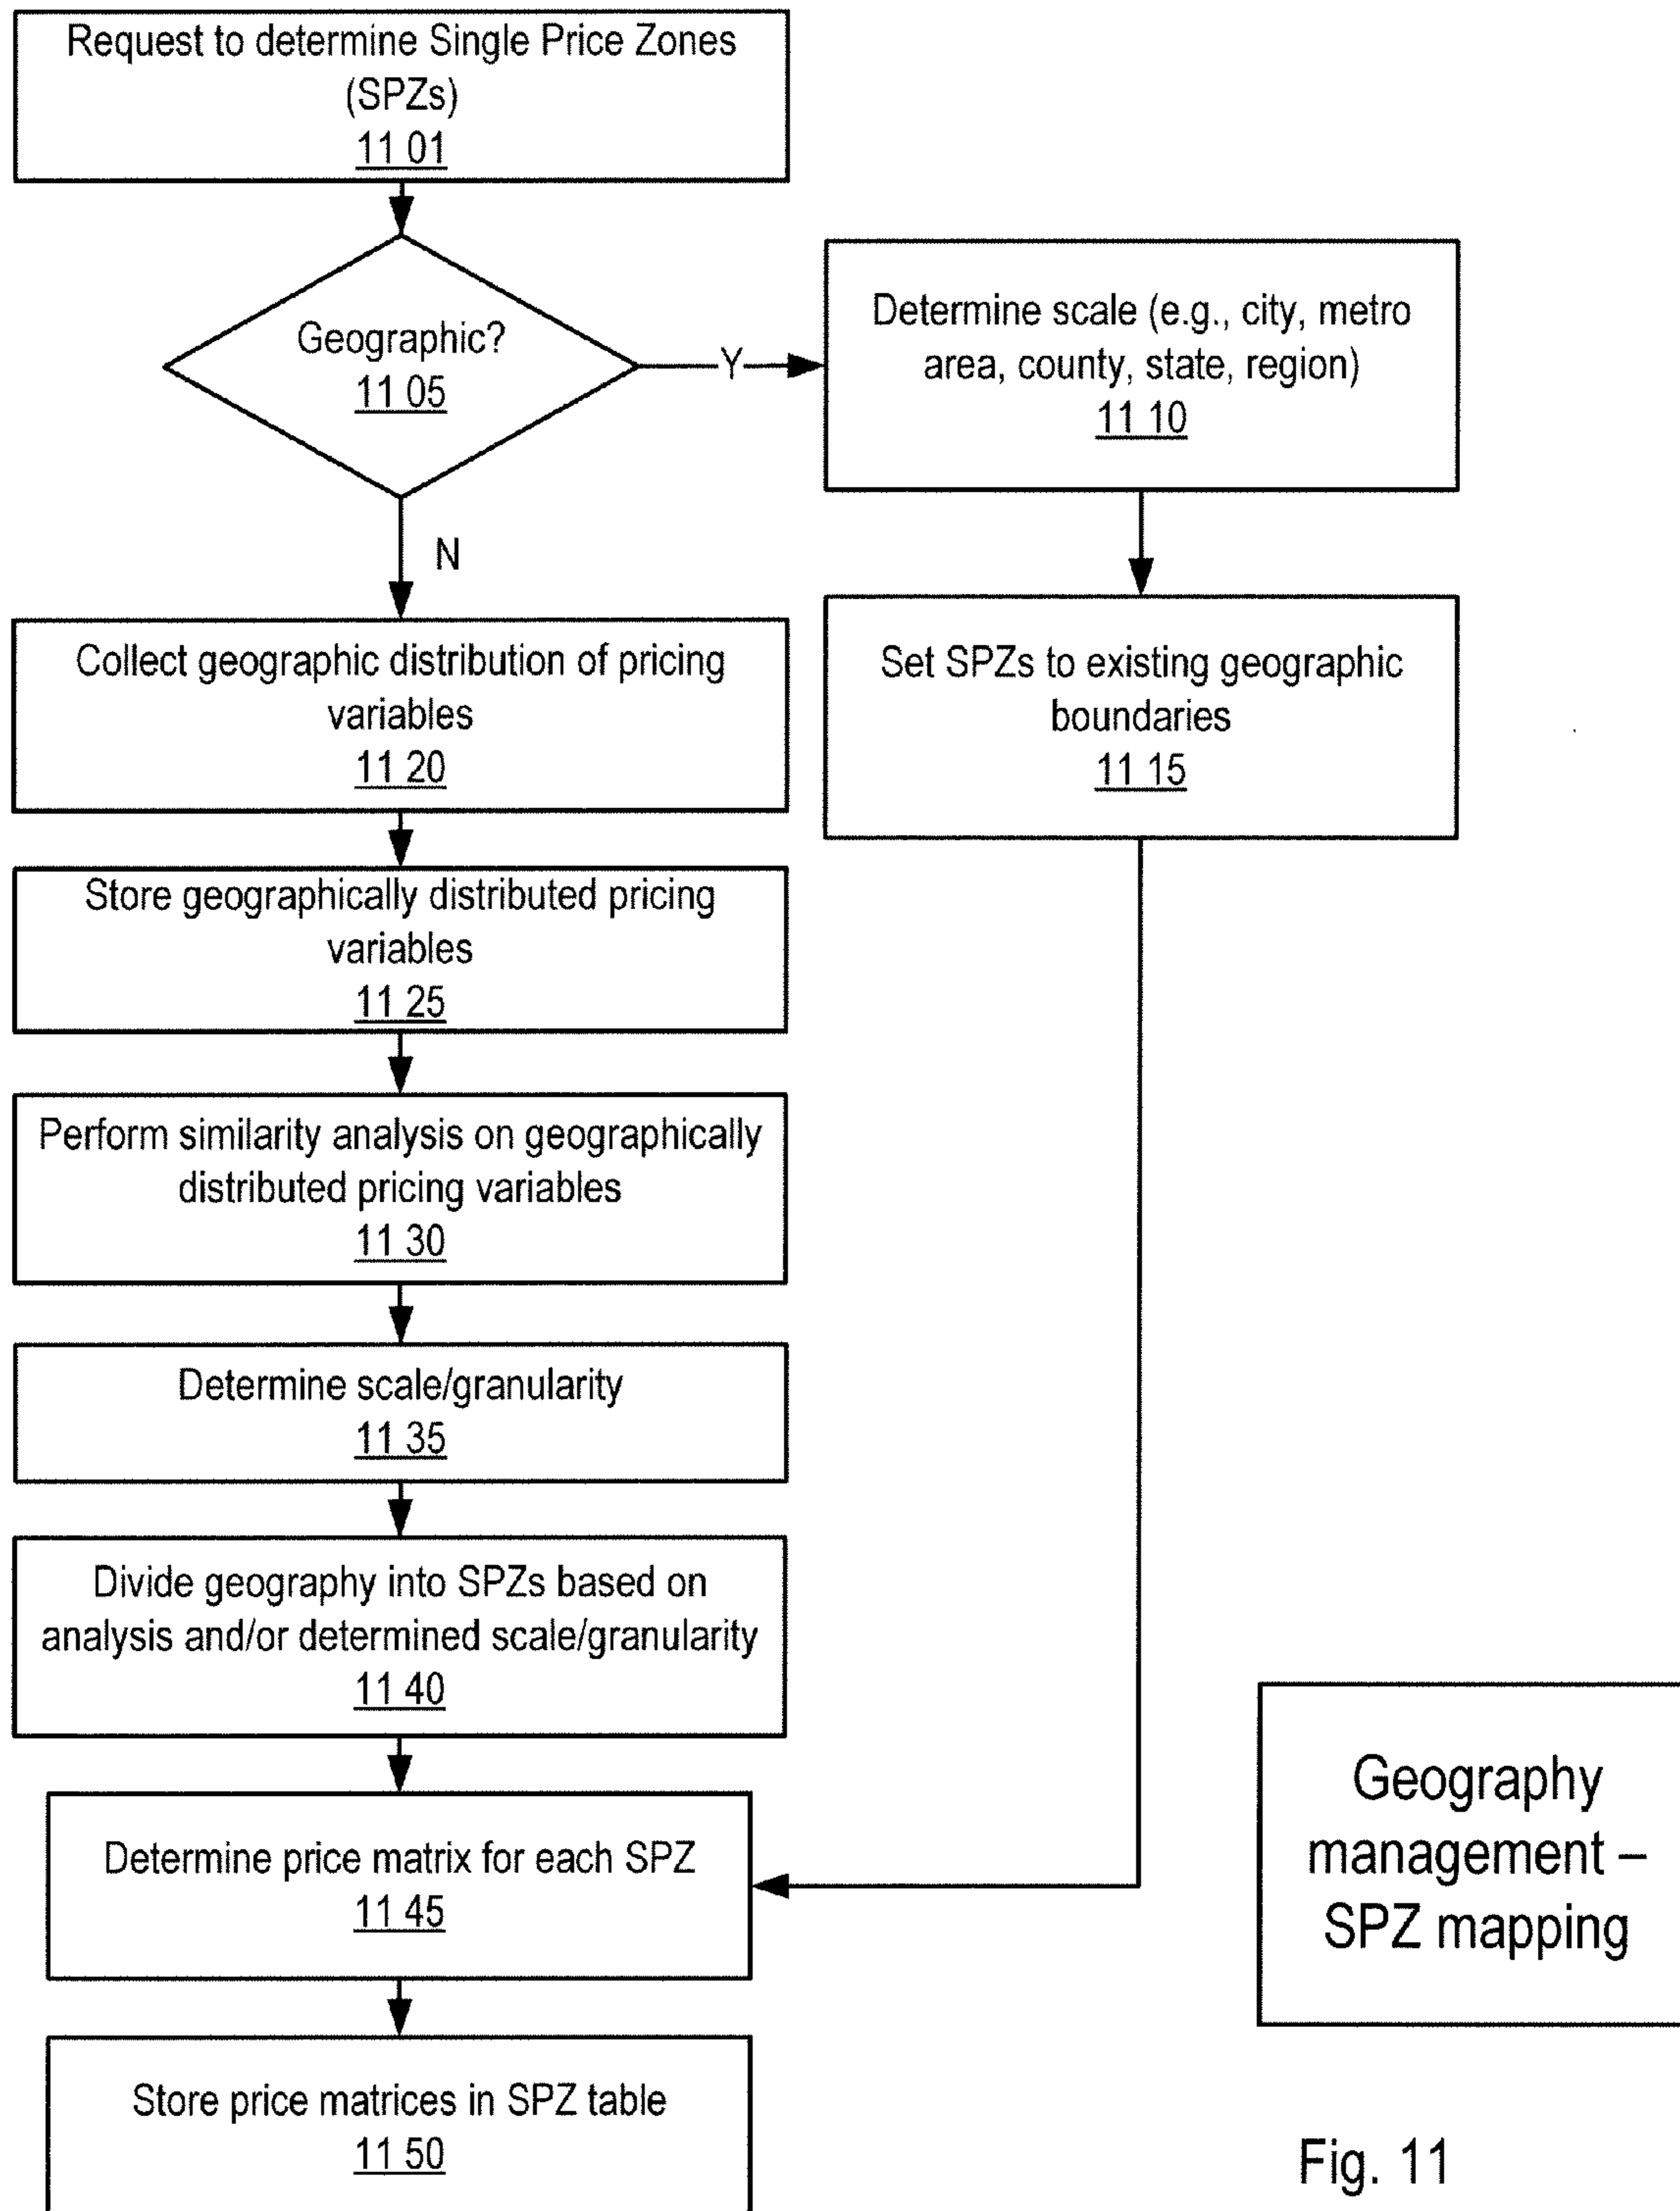 Request to determine Single Price Zones
(SPZs)
11 01
Geographic?
11 05
Y
Determine scale (e.g., city, metro
area, county, state, region)
11 10
N
Set SPZs to existing geographic
boundaries
11 15
Collect geographic distribution of pricing
variables
11 20
Store geographically distributed pricing
variables
11 25
Perform similarity analysis on geographically
distributed pricing variables
11 30
Determine scale/granularity
11 35
Divide geography into SPZs based on
analysis and/or determined scale/granularity
11 40
Determine price matrix for each SPZ
11 45
Store price matrices in SPZ table
11 50
Geography
management –
SPZ mapping
Fig. 11